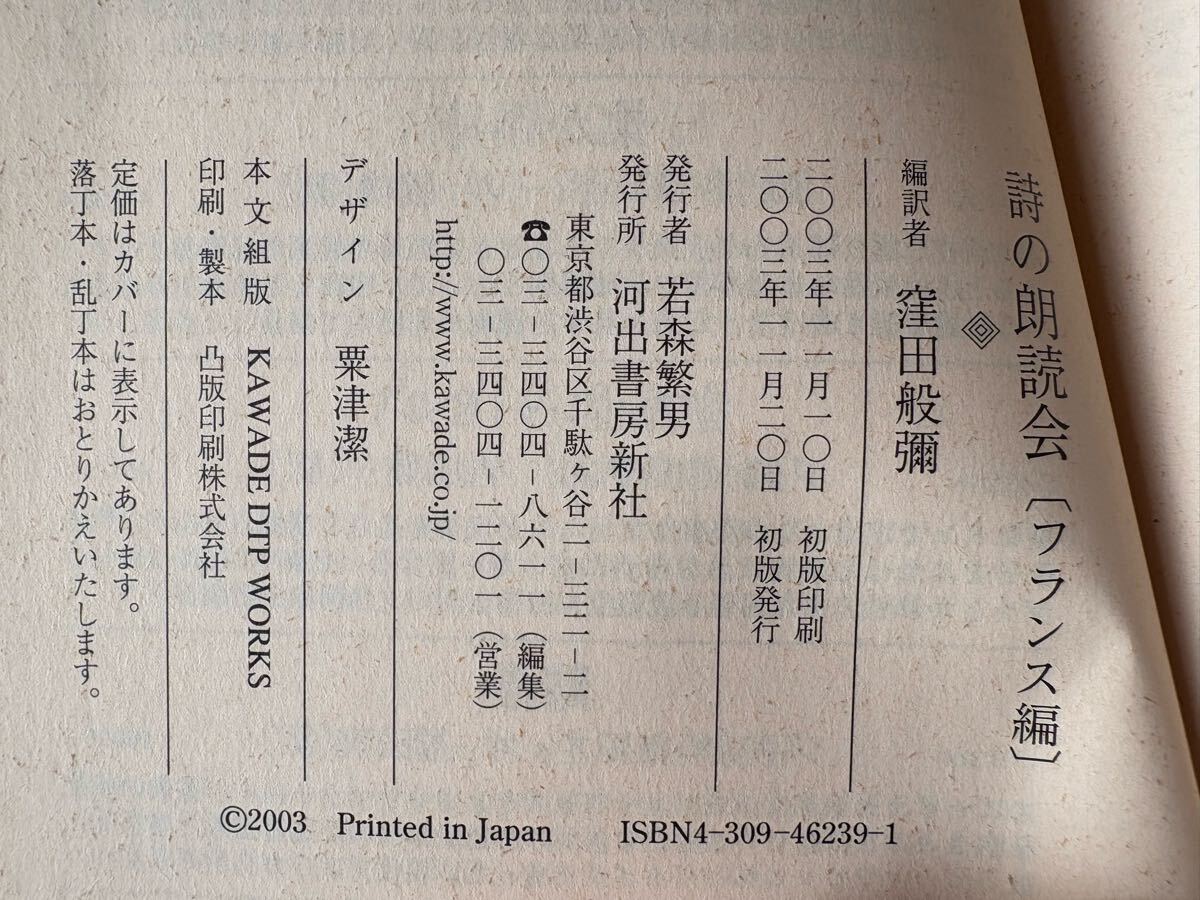 詩の朗読会〔フランス編〕
編訳者 窪田般彌
二〇〇三年一一月一〇日 初版印刷
二〇〇三年一一月二〇日 初版発行
発行者 若森繁男
発行所 河出書房新社
東京都渋谷区千駄ヶ谷二−三二−二
☎〇三−三四〇四−八六一一(編集)
〇三−三四〇四−一二〇一(営業)
http://www.kawade.co.jp/
デザイン 粟津潔
本文組版 KAWADE DTP WORKS
印刷・製本 凸版印刷株式会社
定価はカバーに表示してあります。
落丁本・乱丁本はおとりかえいたします。
©2003 Printed in Japan ISBN4-309-46239-1